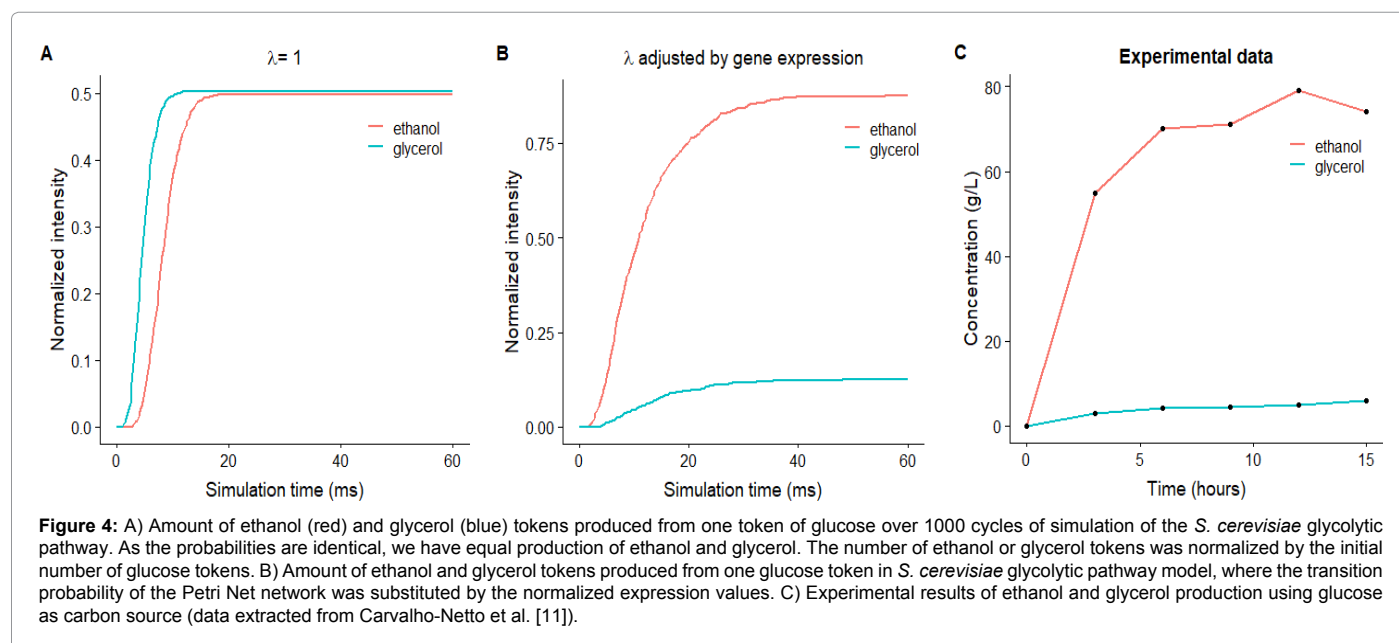 A
λ= 1
0.5
0.4
0.3
0.2
0.1
0.0
Normalized intensity
ethanol
glycerol
0
20
40
60
Simulation time (ms)
B
λ adjusted by gene expression
0.75
0.50
0.25
0.00
Normalized intensity
ethanol
glycerol
0
20
40
60
Simulation time (ms)
C
Experimental data
80
60
40
20
0
Concentration (g/L)
ethanol
glycerol
0
5
10
15
Time (hours)
Figure 4: A) Amount of ethanol (red) and glycerol (blue) tokens produced from one token of glucose over 1000 cycles of simulation of the S. cerevisiae glycolytic
pathway. As the probabilities are identical, we have equal production of ethanol and glycerol. The number of ethanol or glycerol tokens was normalized by the initial
number of glucose tokens. B) Amount of ethanol and glycerol tokens produced from one glucose token in S. cerevisiae glycolytic pathway model, where the transition
probability of the Petri Net network was substituted by the normalized expression values. C) Experimental results of ethanol and glycerol production using glucose
as carbon source (data extracted from Carvalho-Netto et al. [11]).